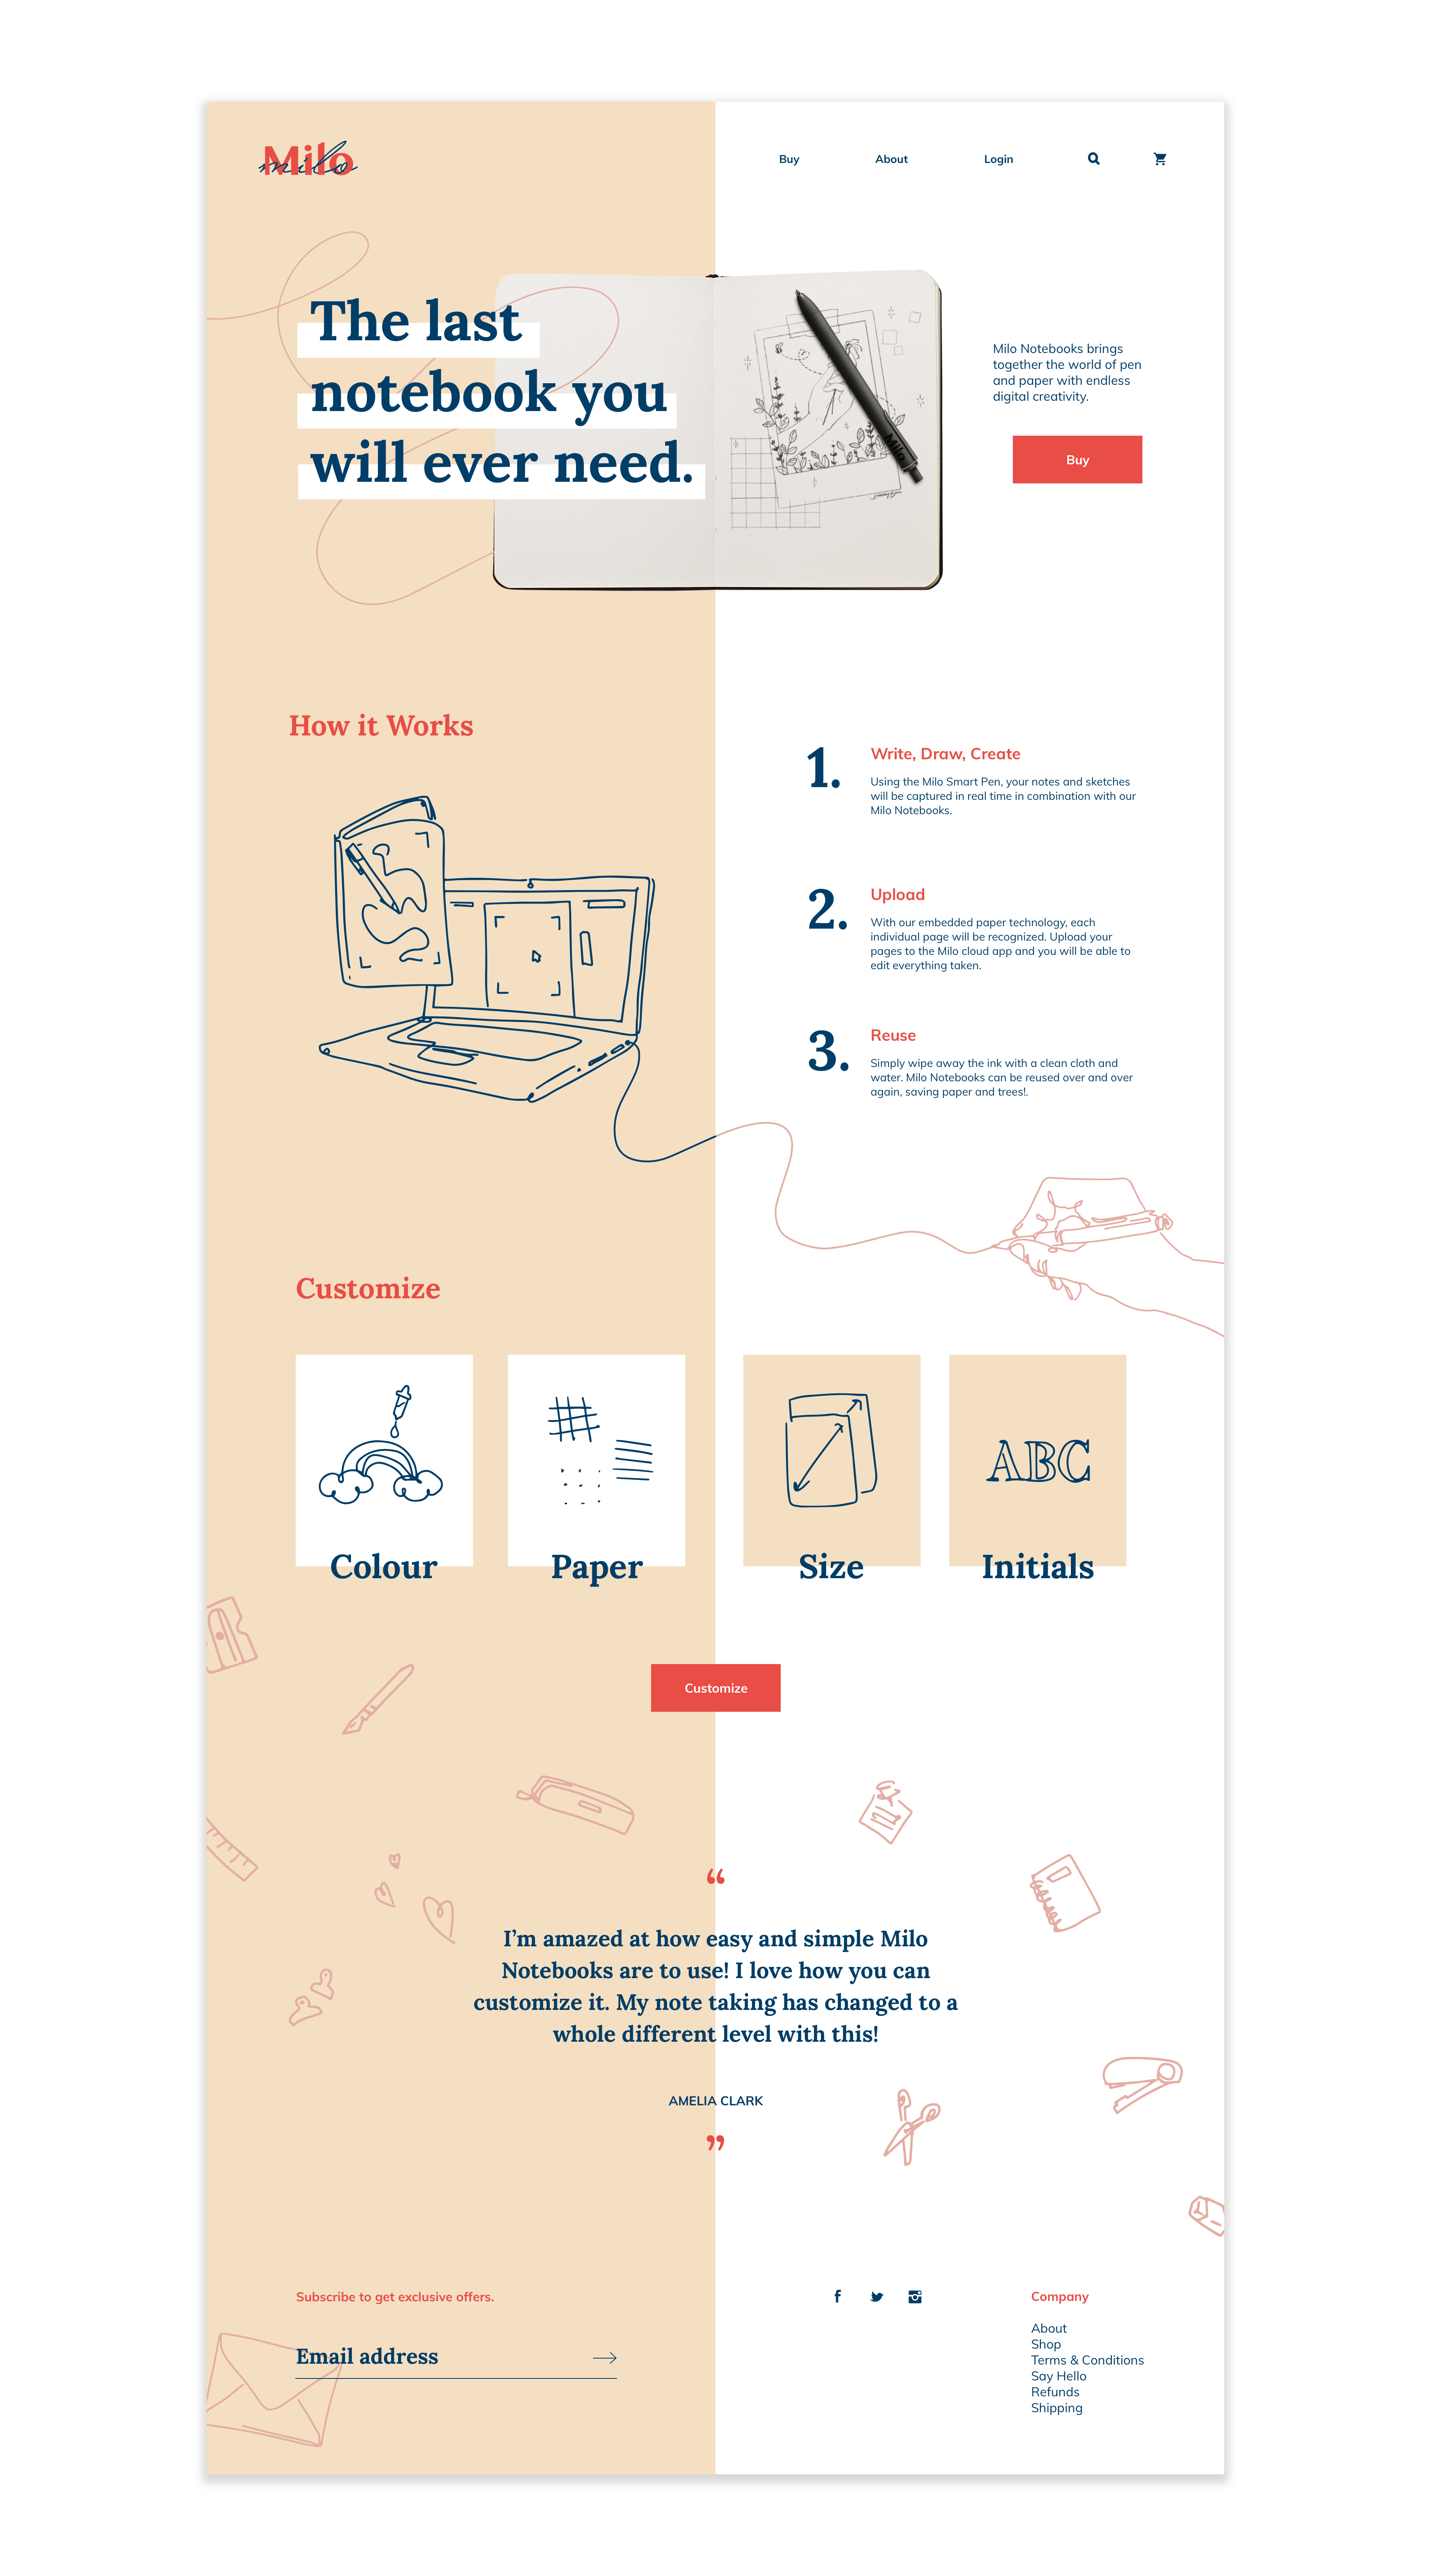 Milo
milo
Buy
About
Login
The last
notebook you
will ever need.
Milo
Milo Notebooks brings
together the world of pen
and paper with endless
digital creativity.
Buy
How it Works
1.
Write, Draw, Create
Using the Milo Smart Pen, your notes and sketches
will be captured in real time in combination with our
Milo Notebooks.
2.
Upload
With our embedded paper technology, each
individual page will be recognized. Upload your
pages to the Milo cloud app and you will be able to
edit everything taken.
3.
Reuse
Simply wipe away the ink with a clean cloth and
water. Milo Notebooks can be reused over and over
again, saving paper and trees!.
Customize
ABC
Colour
Paper
Size
Initials
Customize
“
I’m amazed at how easy and simple Milo
Notebooks are to use! I love how you can
customize it. My note taking has changed to a
whole different level with this!
AMELIA CLARK
”
Subscribe to get exclusive offers.
Email address
Company
About
Shop
Terms & Conditions
Say Hello
Refunds
Shipping